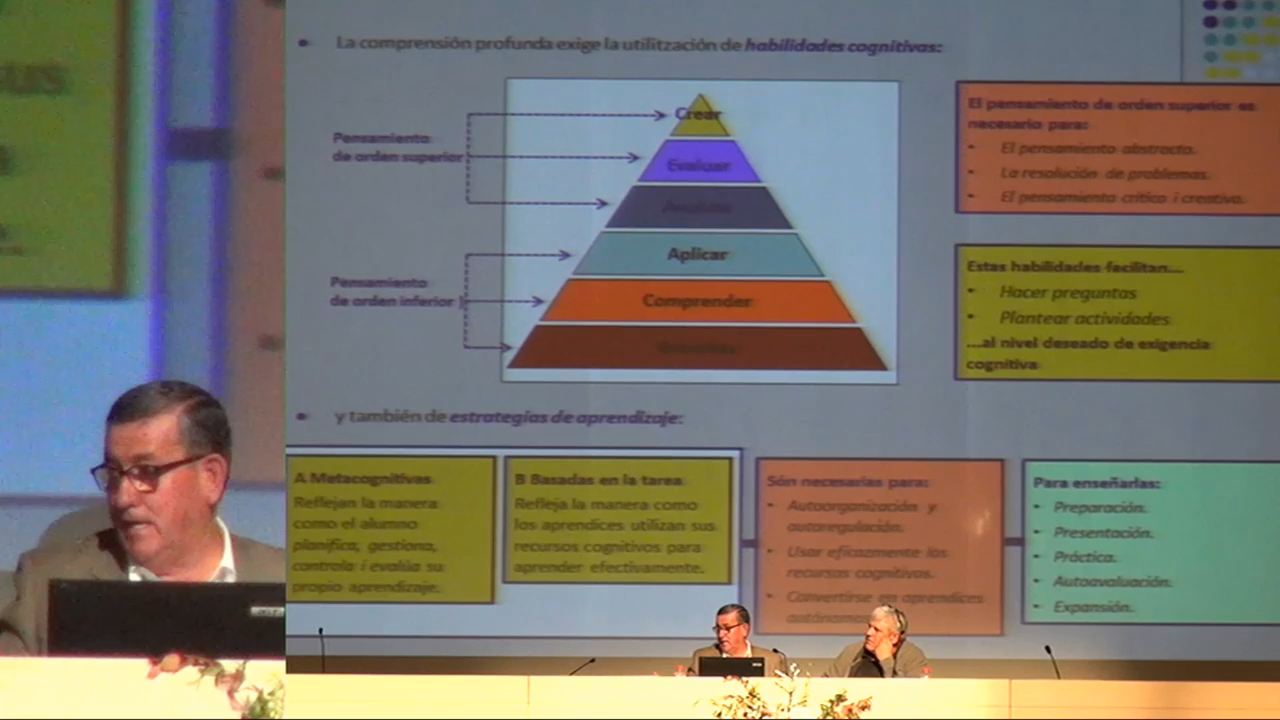 La comprensión profunda exige la utilitzación de habilidades cognitivas:
Crear
Pensamiento
de orden superior
Evaluar
Aplicar
Pensamiento
de orden inferior
Comprender
El pensamiento de orden superior es
necesario para:
El pensamiento abstracto.
La resolución de problemas.
El pensamiento crítico i creativo.
Estas habilidades facilitan...
Hacer preguntas
Plantear actividades
...al nivel deseado de exigencia
cognitiva
y también de estrategias de aprendizaje:
A Metacognitivas
Reflejan la manera
como el alumno
planifica, gestiona,
controla i evalúa su
propio aprendizaje.
B Basadas en la tarea
Refleja la manera como
los aprendices utilizan sus
recursos cognitivos para
aprender efectivamente.
Són necesarias para:
Autoorganización y
autoregulación.
Usar eficazmente los
recursos cognitivos.
Convertirse en aprendices
Para enseñarlas:
Preparación.
Presentación.
Práctica.
Autoavaluación.
Expansión.